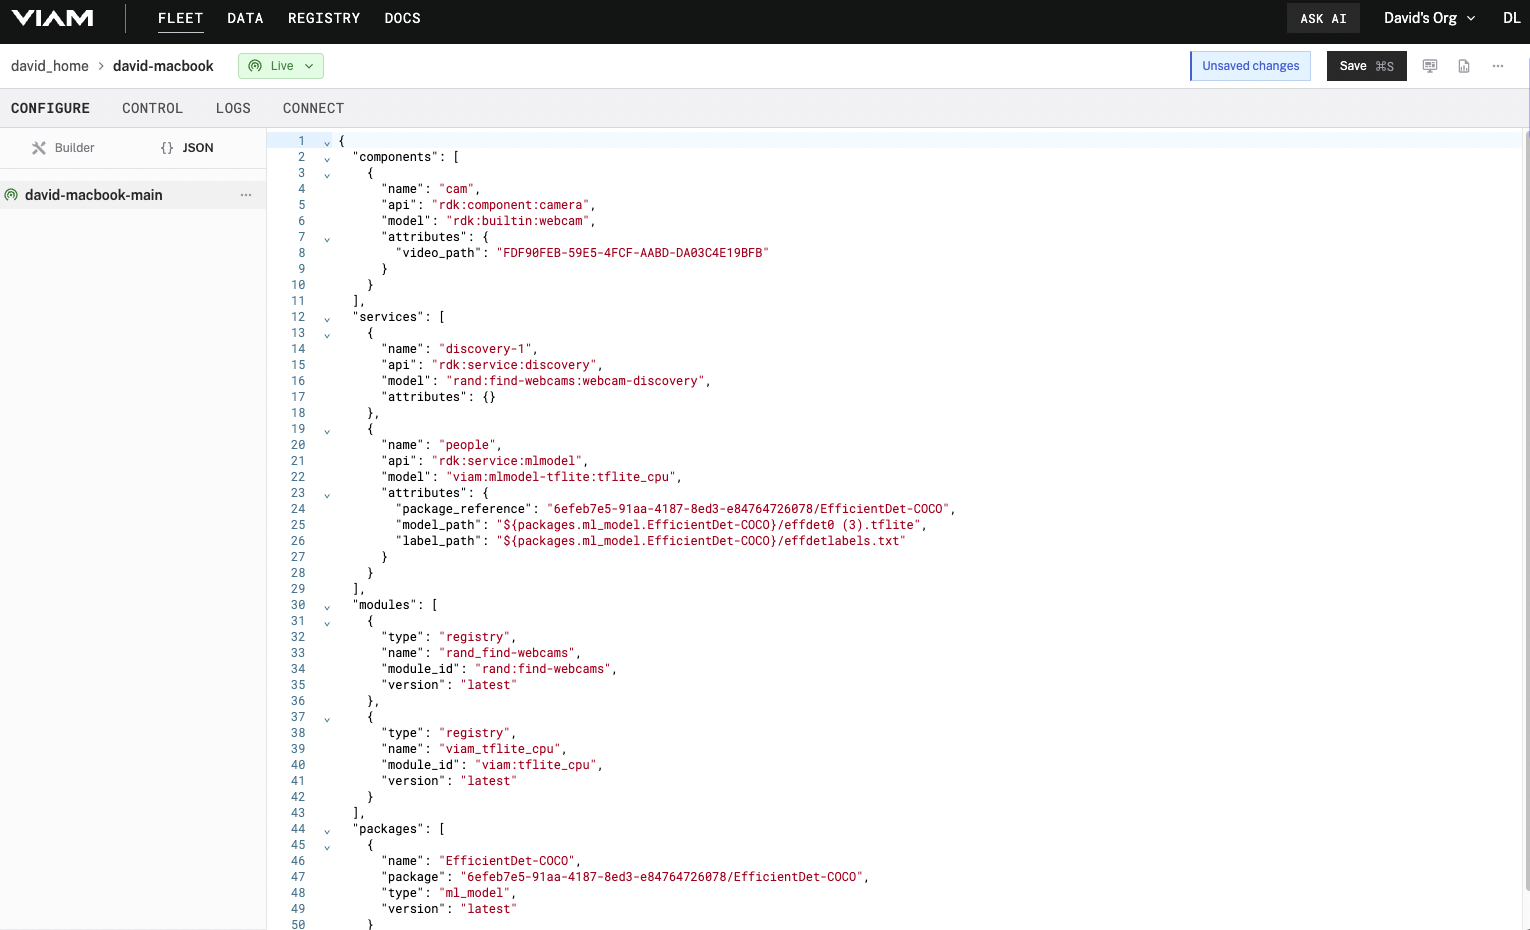 VIAM FLEET DATA REGISTRY DOCS ASK AI David's Org DL
david_home > david-macbook Live Unsaved changes Save ⌘S
CONFIGURE CONTROL LOGS CONNECT
Builder {} JSON
david-macbook-main ···
1 {
2 "components": [
3 {
4 "name": "cam",
5 "api": "rdk:component:camera",
6 "model": "rdk:builtin:webcam",
7 "attributes": {
8 "video_path": "FDF90FEB-59E5-4FCF-AABD-DA03C4E19BFB"
9 }
10 }
11 ],
12 "services": [
13 {
14 "name": "discovery-1",
15 "api": "rdk:service:discovery",
16 "model": "rand:find-webcams:webcam-discovery",
17 "attributes": {}
18 },
19 {
20 "name": "people",
21 "api": "rdk:service:mlmodel",
22 "model": "viam:mlmodel-tflite:tflite_cpu",
23 "attributes": {
24 "package_reference": "6efeb7e5-91aa-4187-8ed3-e84764726078/EfficientDet-COCO",
25 "model_path": "${packages.ml_model.EfficientDet-COCO}/effdet0 (3).tflite",
26 "label_path": "${packages.ml_model.EfficientDet-COCO}/effdetlabels.txt"
27 }
28 }
29 ],
30 "modules": [
31 {
32 "type": "registry",
33 "name": "rand_find-webcams",
34 "module_id": "rand:find-webcams",
35 "version": "latest"
36 },
37 {
38 "type": "registry",
39 "name": "viam_tflite_cpu",
40 "module_id": "viam:tflite_cpu",
41 "version": "latest"
42 }
43 ],
44 "packages": [
45 {
46 "name": "EfficientDet-COCO",
47 "package": "6efeb7e5-91aa-4187-8ed3-e84764726078/EfficientDet-COCO",
48 "type": "ml_model",
49 "version": "latest"
50 }